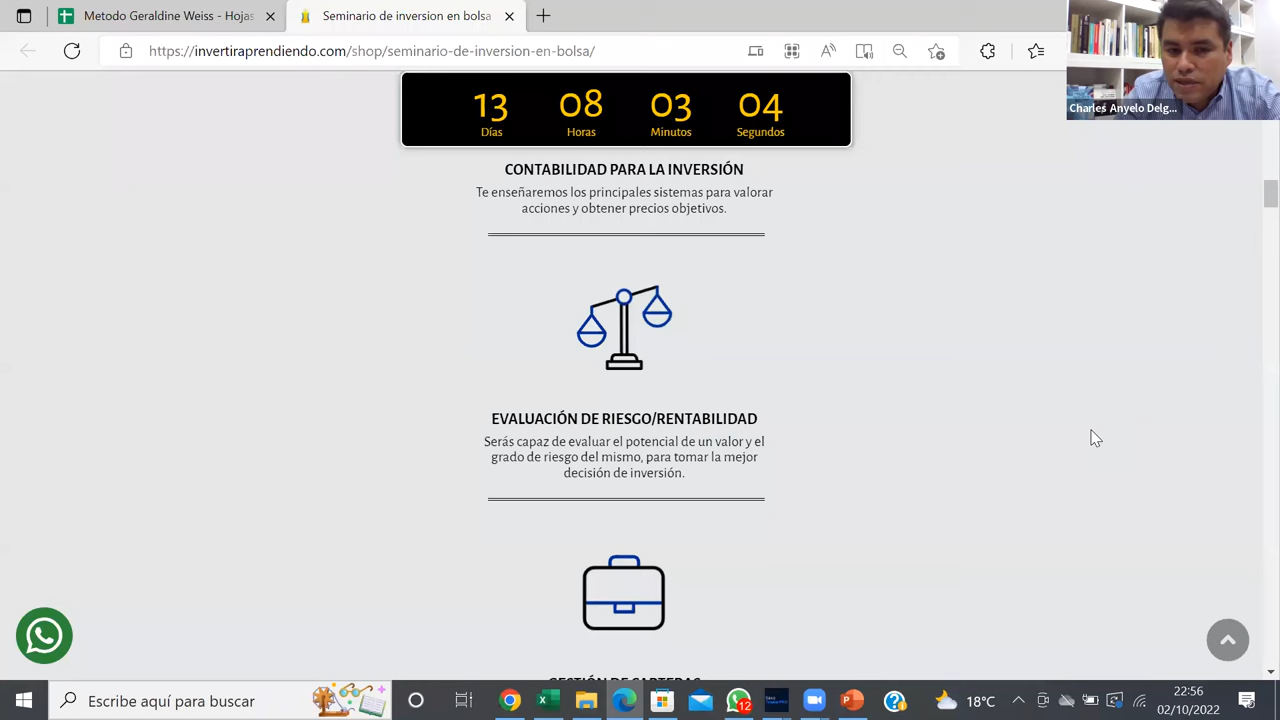 Metodo Geraldine Weiss - Hojas
Seminario de inversion en bolsa
https://invertiraprendiendo.com/shop/seminario-de-inversion-en-bolsa/
Charles Anyelo Delg...
13 08 03 04
Días Horas Minutos Segundos
CONTABILIDAD PARA LA INVERSIÓN
Te enseñaremos los principales sistemas para valorar
acciones y obtener precios objetivos.
EVALUACIÓN DE RIESGO/RENTABILIDAD
Serás capaz de evaluar el potencial de un valor y el
grado de riesgo del mismo, para tomar la mejor
decisión de inversión.
GESTIÓN DE CARTERAS
Escribe aquí para buscar
12
18°C
22:56
02/10/2022